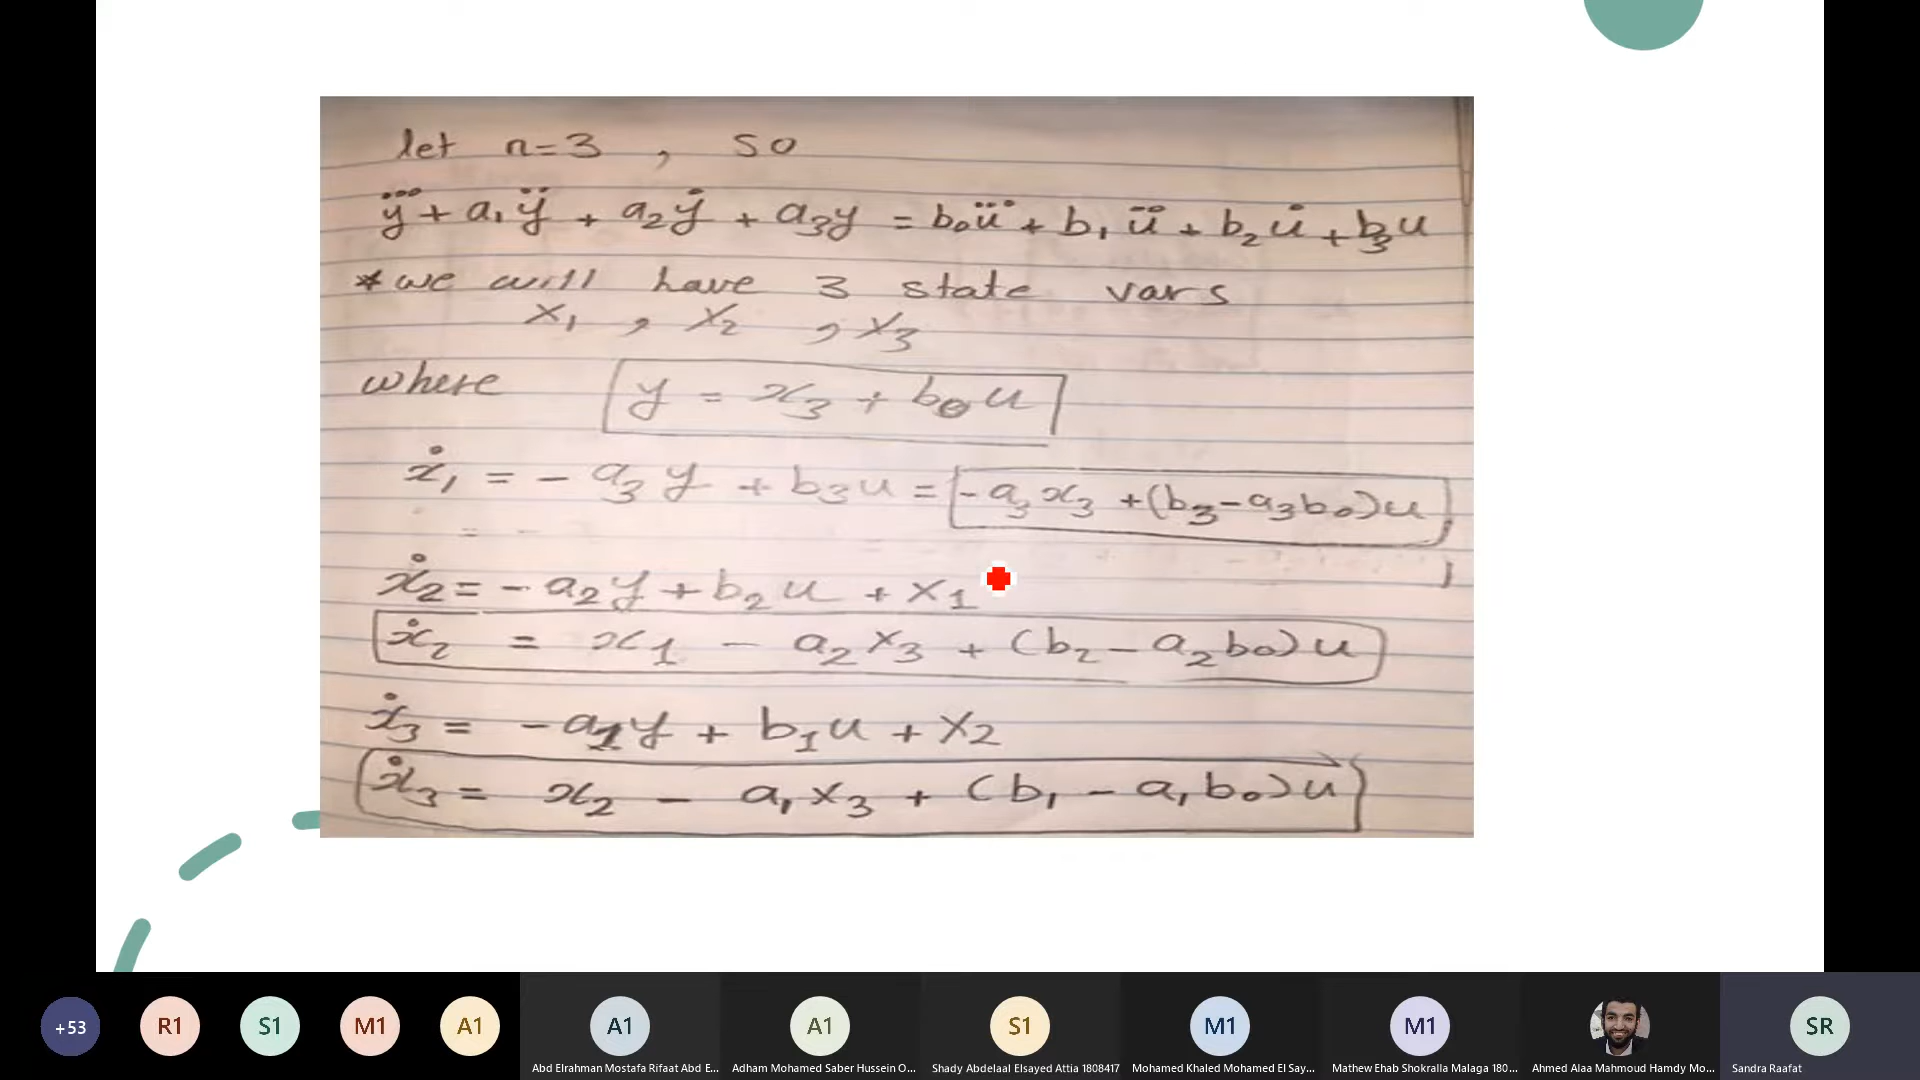 let n=3 , so
y⃛ + a₁ÿ + a₂ẏ + a₃y = b₀u⃛ + b₁ü + b₂u̇ + b₃u
* we will have 3 state vars
x₁ , x₂ , x₃
where y = x₃ + b₀u
ẋ₁ = - a₃y + b₃u = - a₃x₃ + (b₃-a₃b₀)u
ẋ₂ = - a₂y + b₂u + x₁
ẋ₂ = x₁ - a₂x₃ + (b₂ - a₂b₀)u
ẋ₃ = - a₁y + b₁u + x₂
ẋ₃ = x₂ - a₁x₃ + (b₁ - a₁b₀)u
+53 R1 S1 M1 A1 A1 A1 S1 M1 M1 SR
Abd Elrahman Mostafa Rifaat Abd E... Adham Mohamed Saber Hussein O... Shady Abdelaal Elsayed Attia 1808417 Mohamed Khaled Mohamed El Say... Mathew Ehab Shokralla Malaga 180... Ahmed Alaa Mahmoud Hamdy Mo... Sandra Raafat